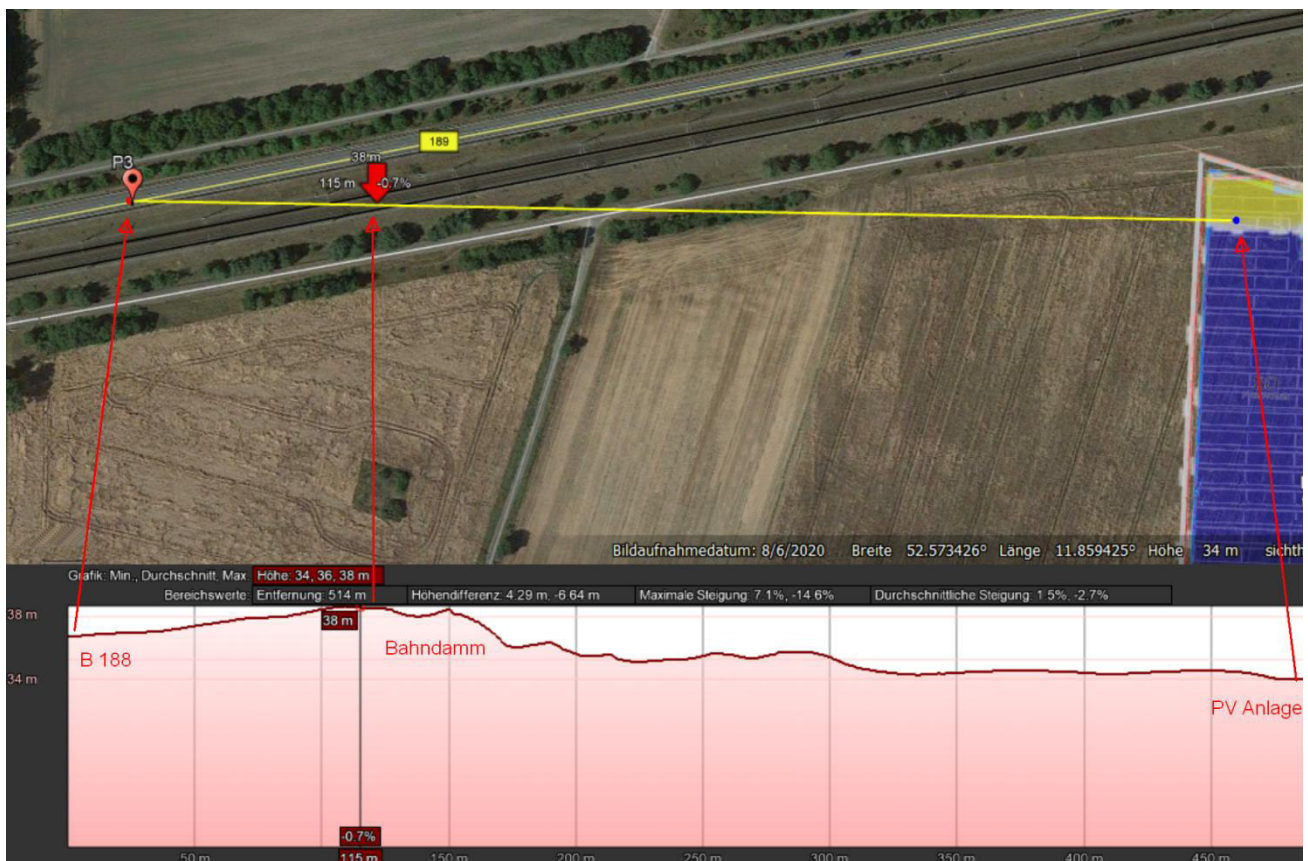 189
P3
38 m
115 m -0.7%
Bildaufnahmedatum: 8/6/2020 Breite 52.573426° Länge 11.859425° Höhe 34 m sichth
Grafik: Min., Durchschnitt, Max. Höhe: 34, 36, 38 m
Bereichswerte: Entfernung: 514 m Höhendifferenz: 4.29 m, -6.64 m Maximale Steigung: 7.1%, -14.6% Durchschnittliche Steigung: 1.5%, -2.7%
38 m
38 m
B 188
Bahndamm
34 m
PV Anlage
-0.7%
50 m 115 m 150 m 200 m 250 m 300 m 350 m 400 m 450 m